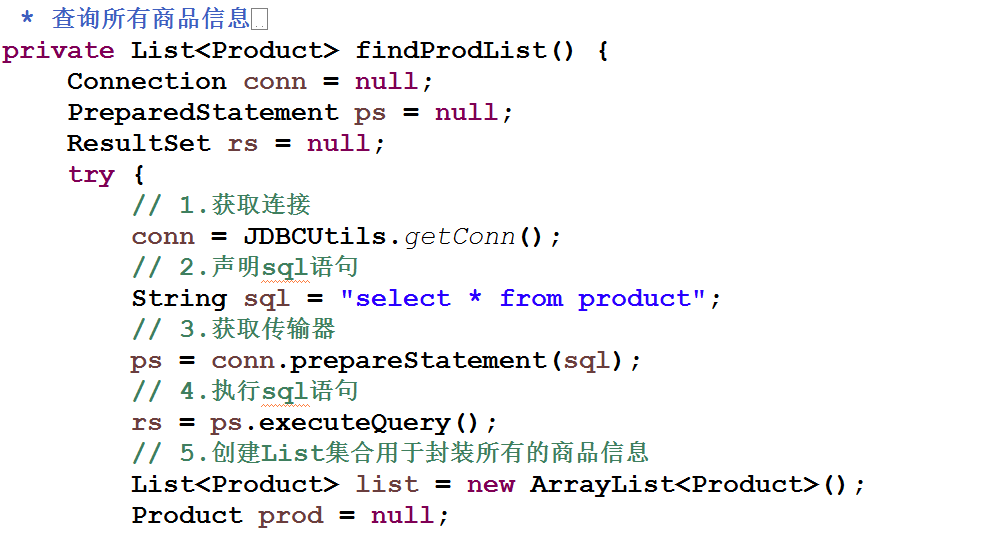 * 查询所有商品信息
private List<Product> findProdList() {
    Connection conn = null;
    PreparedStatement ps = null;
    ResultSet rs = null;
    try {
        // 1.获取连接
        conn = JDBCUtils.getConn();
        // 2.声明sql语句
        String sql = "select * from product";
        // 3.获取传输器
        ps = conn.prepareStatement(sql);
        // 4.执行sql语句
        rs = ps.executeQuery();
        // 5.创建List集合用于封装所有的商品信息
        List<Product> list = new ArrayList<Product>();
        Product prod = null;